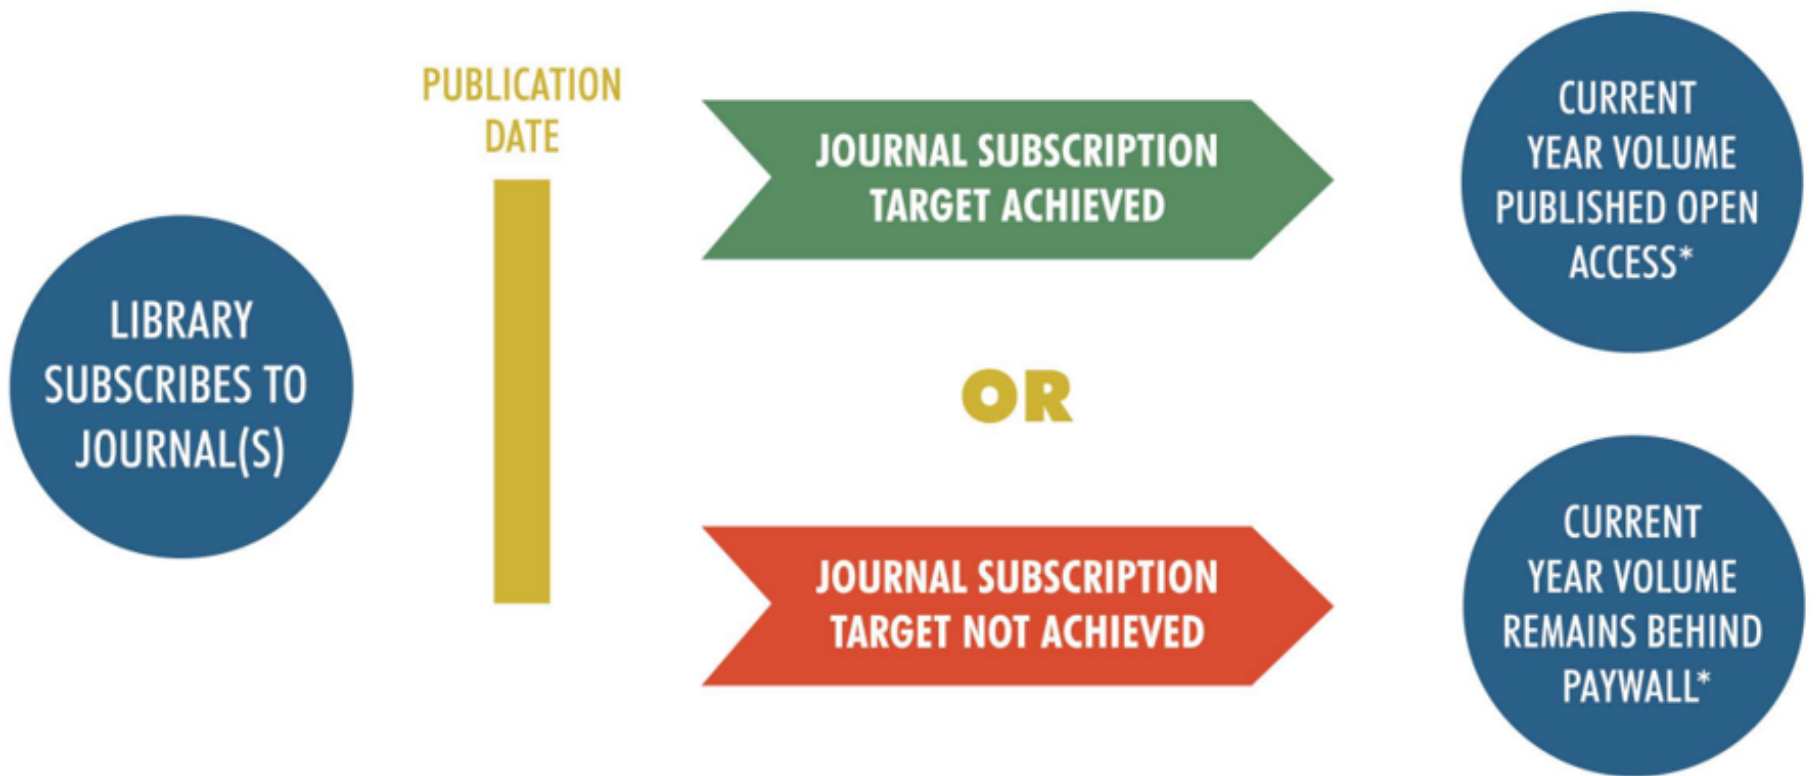 LIBRARY
SUBSCRIBES TO
JOURNAL(S)
PUBLICATION
DATE
JOURNAL SUBSCRIPTION
TARGET ACHIEVED
CURRENT
YEAR VOLUME
PUBLISHED OPEN
ACCESS*
OR
JOURNAL SUBSCRIPTION
TARGET NOT ACHIEVED
CURRENT
YEAR VOLUME
REMAINS BEHIND
PAYWALL*